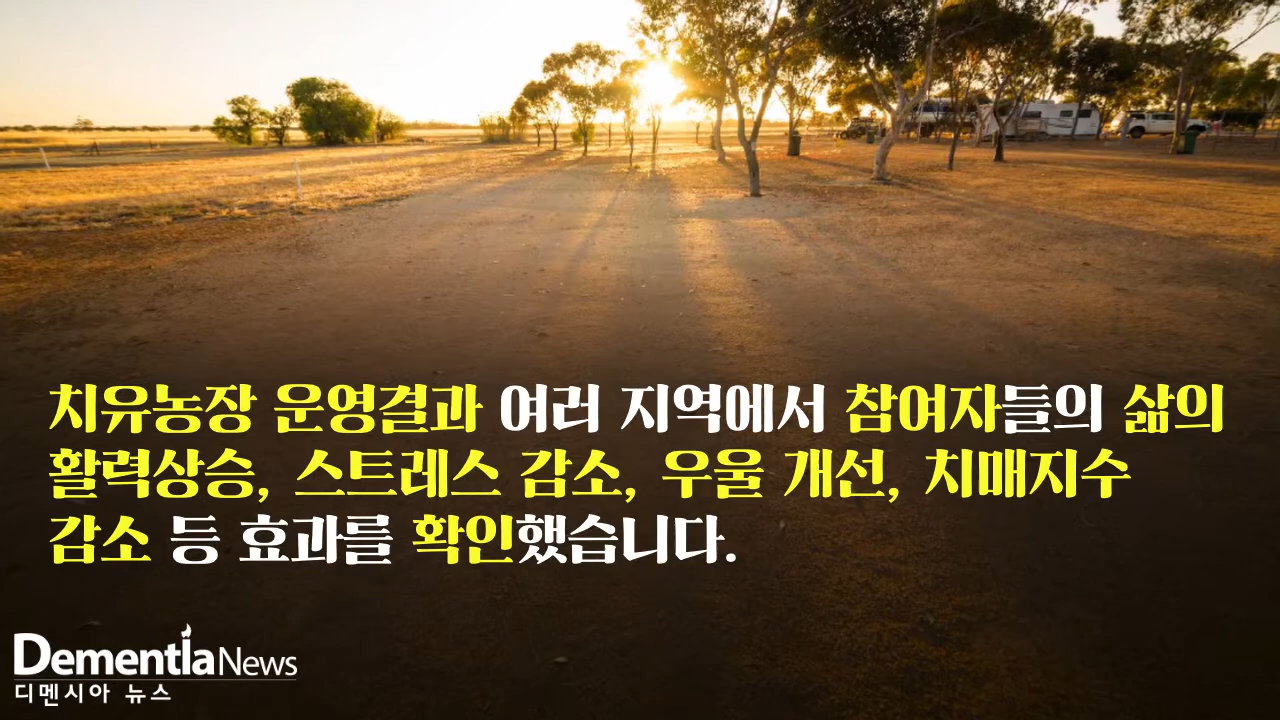 치유농장 운영결과 여러 지역에서 참여자들의 삶의
활력상승, 스트레스 감소, 우울 개선, 치매지수
감소 등 효과를 확인했습니다.
Dementia News
디멘시아 뉴스